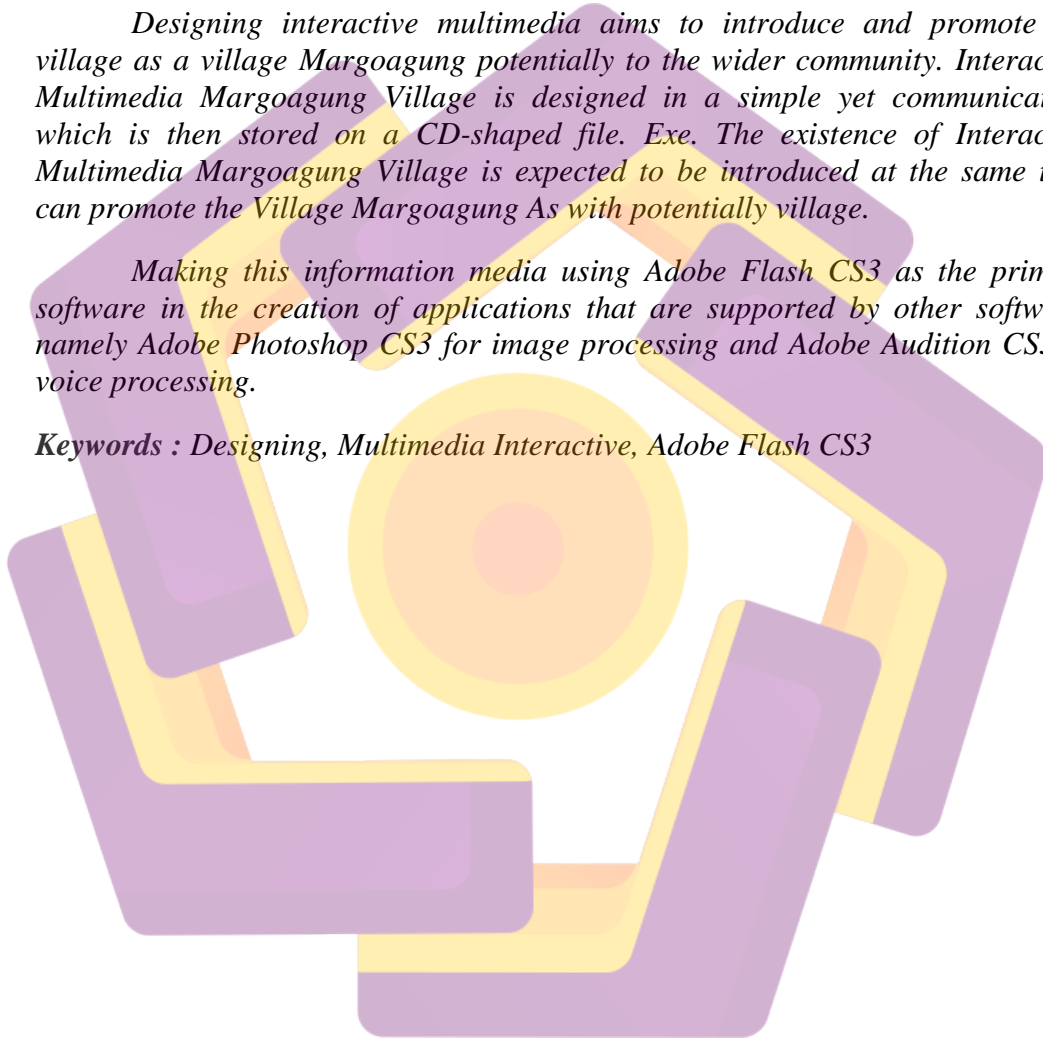 Designing interactive multimedia aims to introduce and promote
village as a village Margoagung potentially to the wider community. Interac
Multimedia Margoagung Village is designed in a simple yet communicat
which is then stored on a CD-shaped file. Exe. The existence of Interac
Multimedia Margoagung Village is expected to be introduced at the same t
can promote the Village Margoagung As with potentially village.
Making this information media using Adobe Flash CS3 as the prim
software in the creation of applications that are supported by other softw
namely Adobe Photoshop CS3 for image processing and Adobe Audition CS
voice processing.
Keywords : Designing, Multimedia Interactive, Adobe Flash CS3